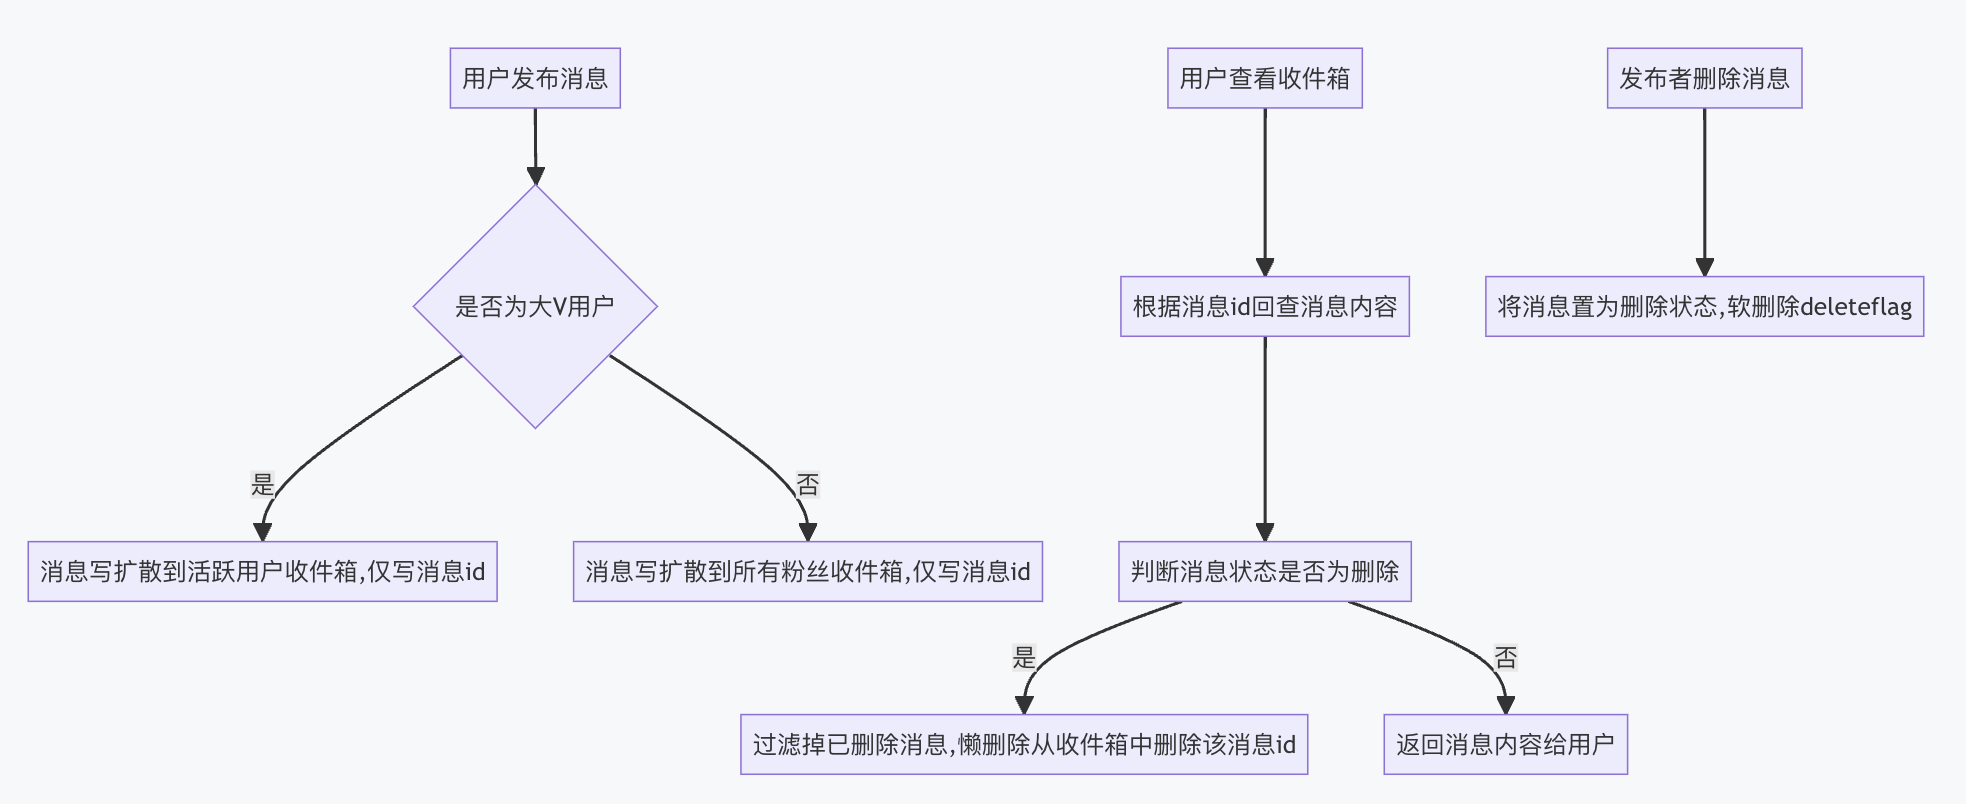 用户发布消息
用户查看收件箱
发布者删除消息
是否为大V用户
根据消息id回查消息内容
将消息置为删除状态,软删除deleteflag
是
否
消息写扩散到活跃用户收件箱,仅写消息id
消息写扩散到所有粉丝收件箱,仅写消息id
判断消息状态是否为删除
是
否
过滤掉已删除消息,懒删除从收件箱中删除该消息id
返回消息内容给用户